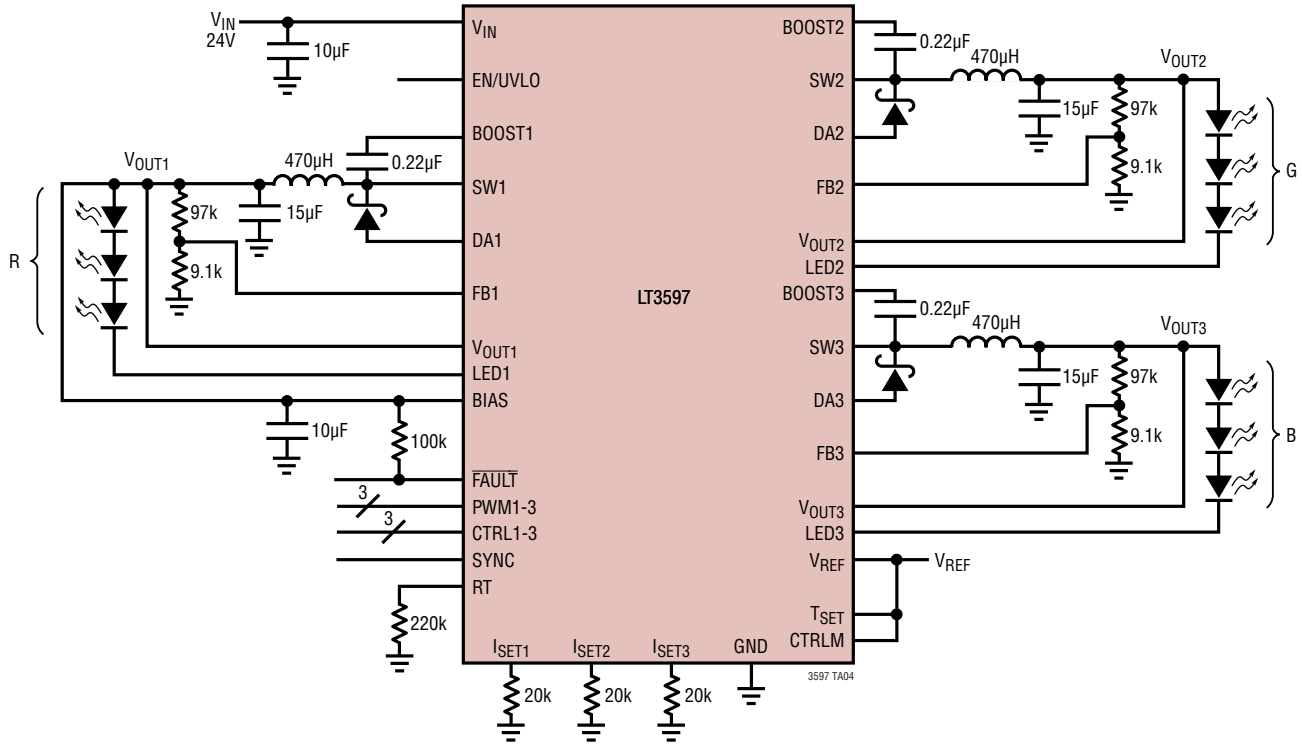 VIN
24V
10µF
VIN
EN/UVLO
BOOST1
VOUT1
470µH
0.22µF
SW1
R
97k
15µF
DA1
9.1k
FB1
VOUT1
LED1
BIAS
10µF
100k
FAULT
3
PWM1-3
3
CTRL1-3
SYNC
RT
220k
ISET1
ISET2
ISET3
GND
20k
20k
20k
LT3597
BOOST2
0.22µF
470µH
VOUT2
SW2
15µF
97k
DA2
9.1k
G
FB2
VOUT2
LED2
BOOST3
0.22µF
470µH
VOUT3
SW3
15µF
97k
DA3
9.1k
B
FB3
VOUT3
LED3
VREF
VREF
TSET
CTRLM
3597 TA04